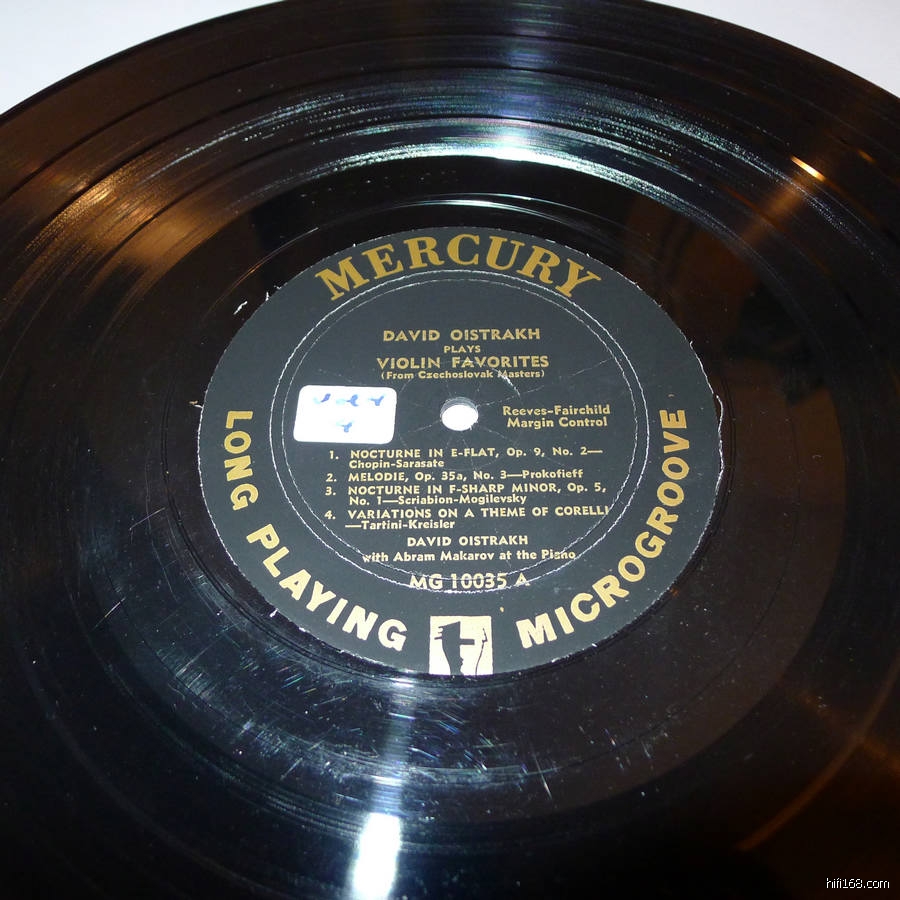 MERCURY
DAVID OISTRAKH
PLAYS
VIOLIN FAVORITES
(From Czechoslovak Masters)
Reeves-Fairchild
Margin Control
1. NOCTURNE IN E-FLAT, Op. 9, No. 2—
Chopin-Sarasate
2. MELODIE, Op. 35a, No. 3—Prokofieff
3. NOCTURNE IN F-SHARP MINOR, Op. 5,
No. 1—Scriabion-Mogilevsky
4. VARIATIONS ON A THEME OF CORELLI
—Tartini-Kreisler
DAVID OISTRAKH
with Abram Makarov at the Piano
MG 10035 A
LONG PLAYING
MICROGROOVE
hifi168.com